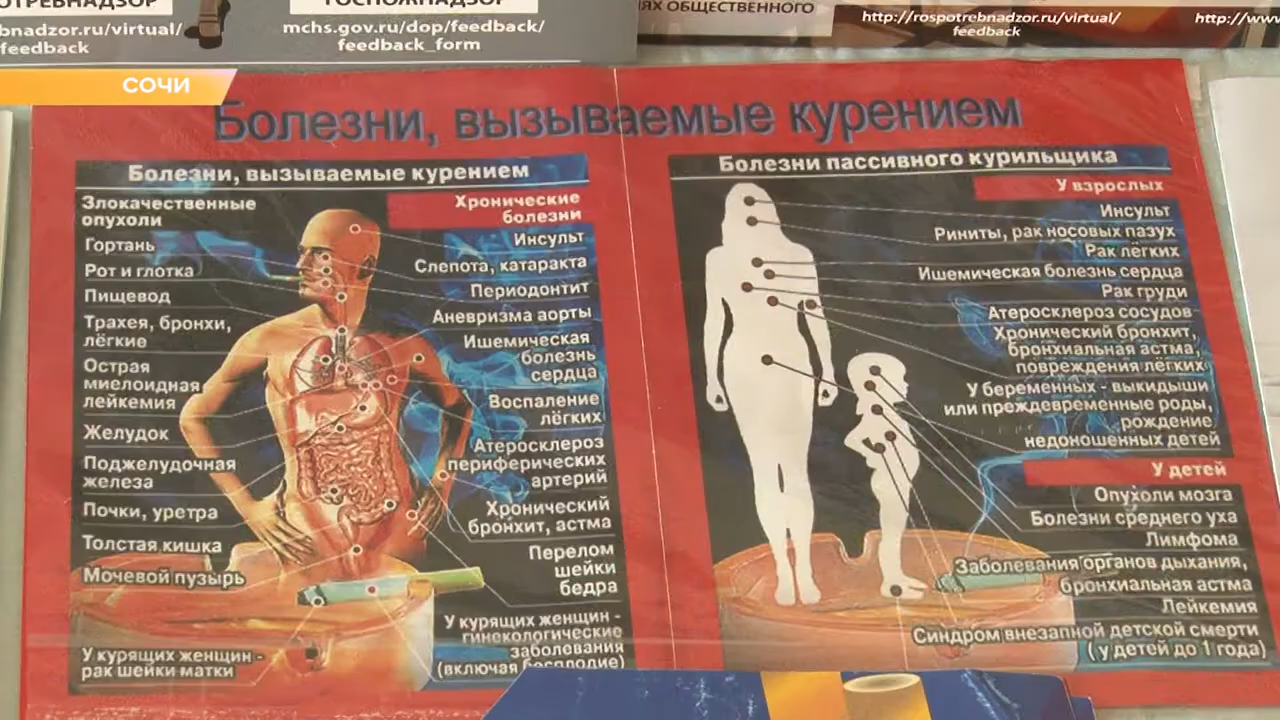 ПОТРЕБНАДЗОР
ГОСПОЖНАДЗОР
ЯХ ОБЩЕСТВЕННОГО
ebnadzor.ru/virtual/
feedback
mchs.gov.ru/dop/feedback/
feedback_form
http://rospotrebnadzor.ru/virtual/
feedback
http://www
СОЧИ
Болезни, вызываемые курением
Болезни, вызываемые курением
Злокачественные
опухоли
Гортань
Рот и глотка
Пищевод
Трахея, бронхи,
лёгкие
Острая
миелоидная
лейкемия
Желудок
Поджелудочная
железа
Почки, уретра
Толстая кишка
Мочевой пузырь
У курящих женщин -
рак шейки матки
Хронические
болезни
Инсульт
Слепота, катаракта
Периодонтит
Аневризма аорты
Ишемическая
болезнь
сердца
Воспаление
лёгких
Атеросклероз
периферических
артерий
Хронический
бронхит, астма
Перелом
шейки
бедра
У курящих женщин -
гинекологические
заболевания
(включая бесплодие)
Болезни пассивного курильщика
У взрослых
Инсульт
Риниты, рак носовых пазух
Рак лёгких
Ишемическая болезнь сердца
Рак груди
Атеросклероз сосудов
Хронический бронхит,
бронхиальная астма,
повреждения лёгких
У беременных - выкидыши
или преждевременные роды,
рождение
недоношенных детей
У детей
Опухоли мозга
Болезни среднего уха
Лимфома
Заболевания органов дыхания,
бронхиальная астма
Лейкемия
Синдром внезапной детской смерти
( у детей до 1 года)